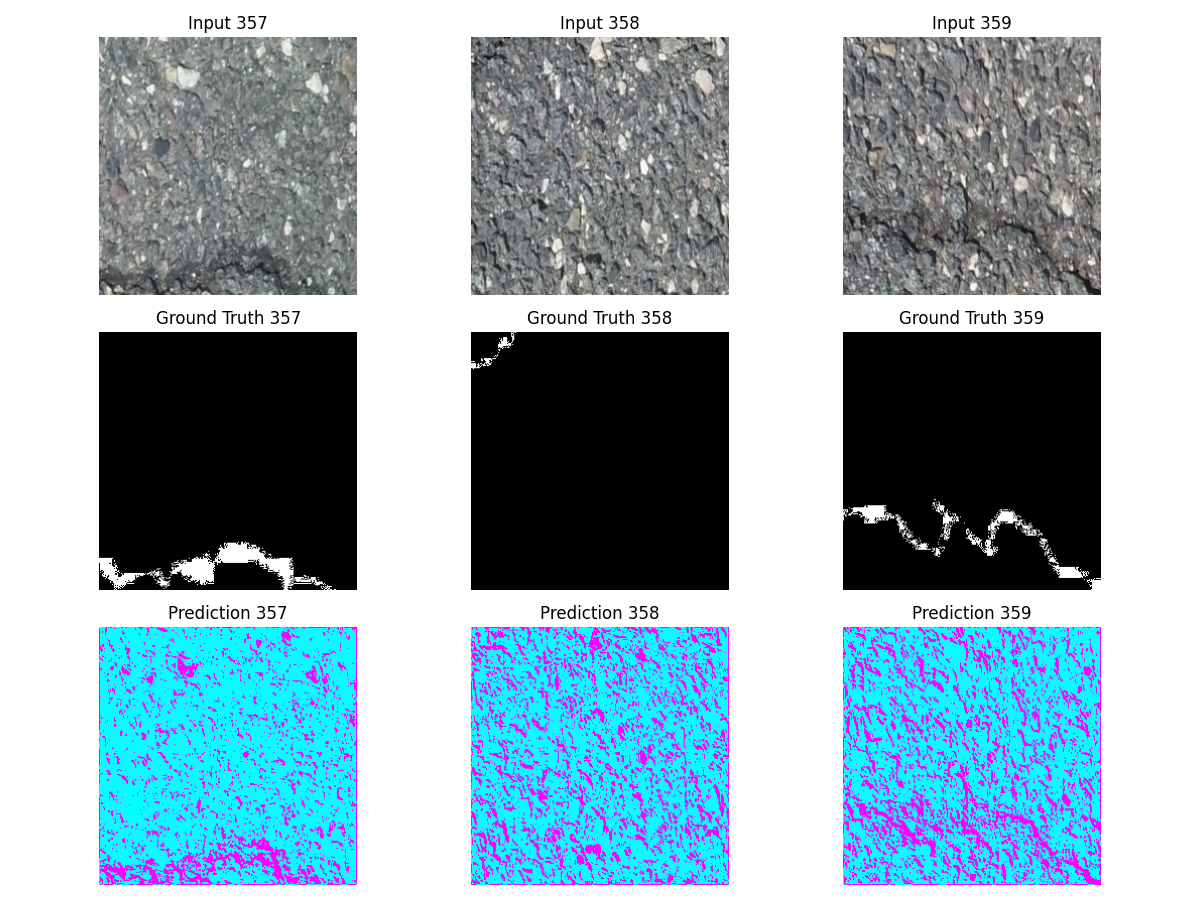 Input 357
Input 358
Input 359
Ground Truth 357
Ground Truth 358
Ground Truth 359
Prediction 357
Prediction 358
Prediction 359